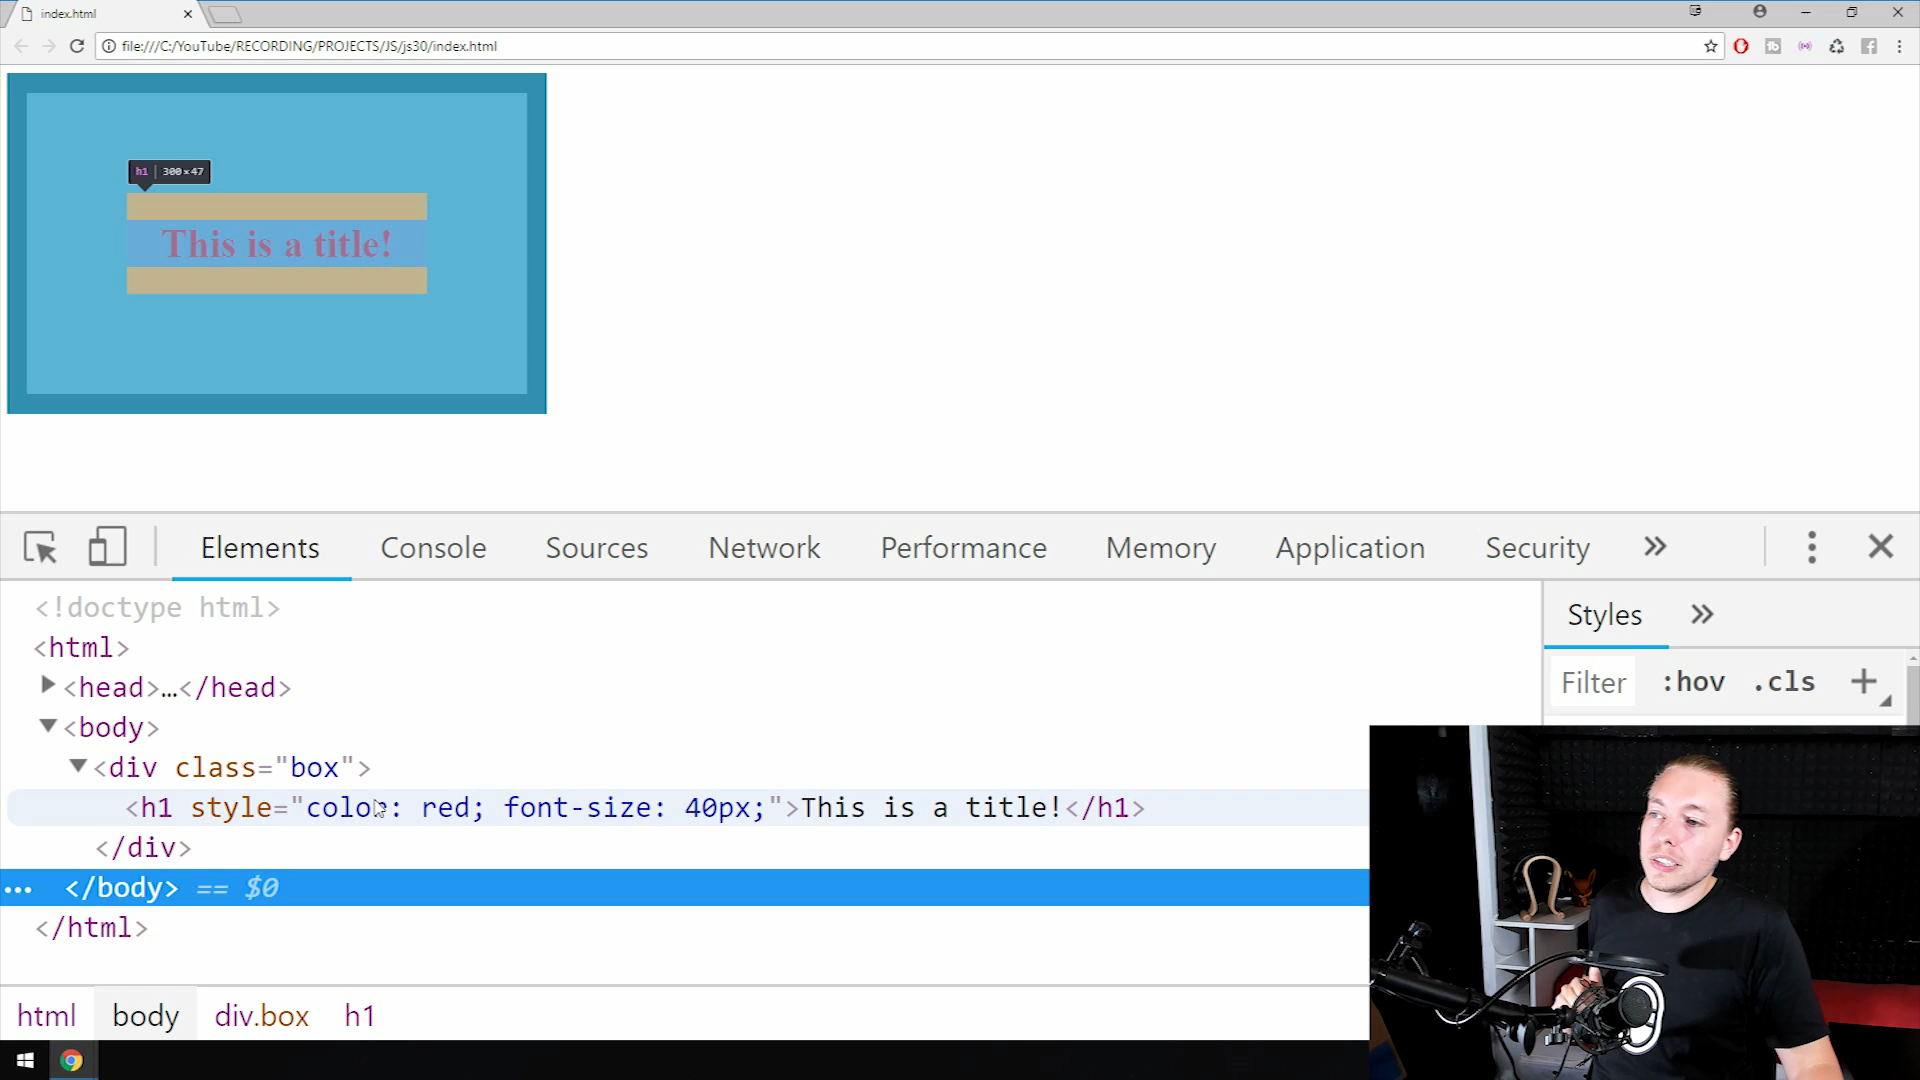 index.html
file:///C:/YouTube/RECORDING/PROJECTS/JS/js30/index.html
h1 | 300×47
This is a title!
Elements Console Sources Network Performance Memory Application Security »
<!doctype html>
<html>
<head>…</head>
<body>
<div class="box">
<h1 style="color: red; font-size: 40px;">This is a title!</h1>
</div>
</body> == $0
</html>
Styles »
Filter :hov .cls +
html body div.box h1